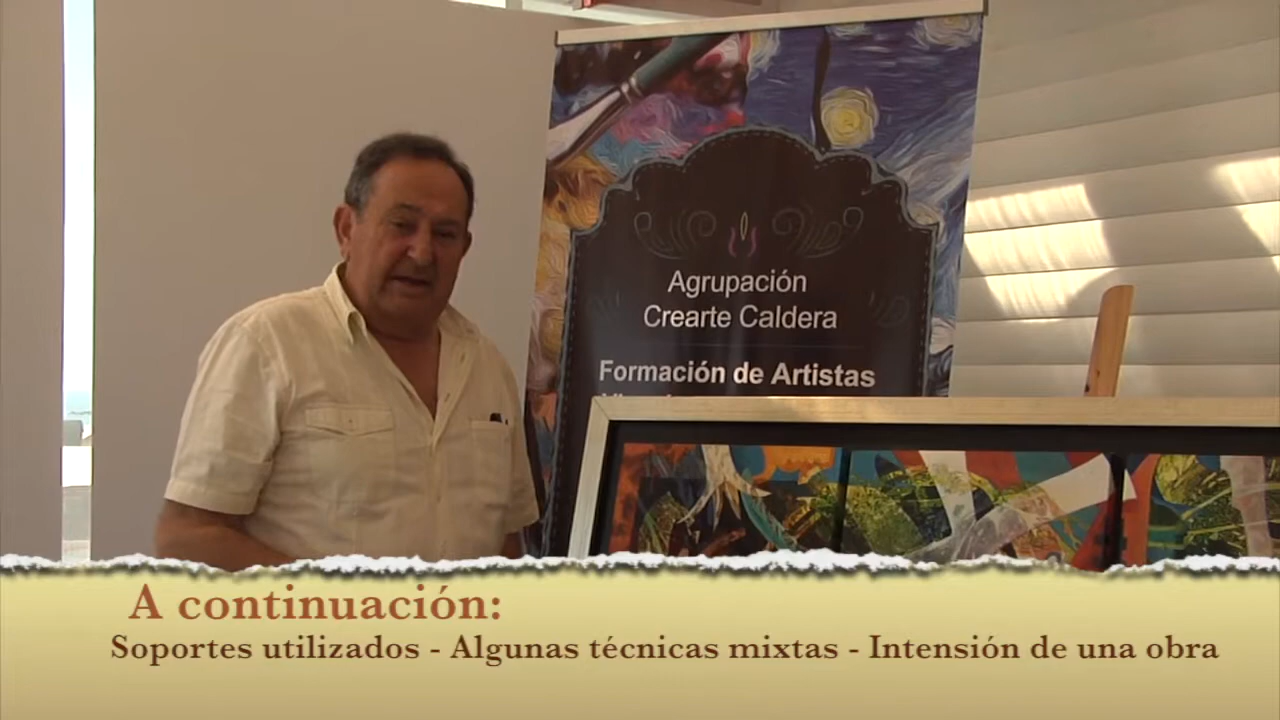 Agrupación
Crearte Caldera
Formación de Artistas
A continuación:
Soportes utilizados - Algunas técnicas mixtas - Intensión de una obra